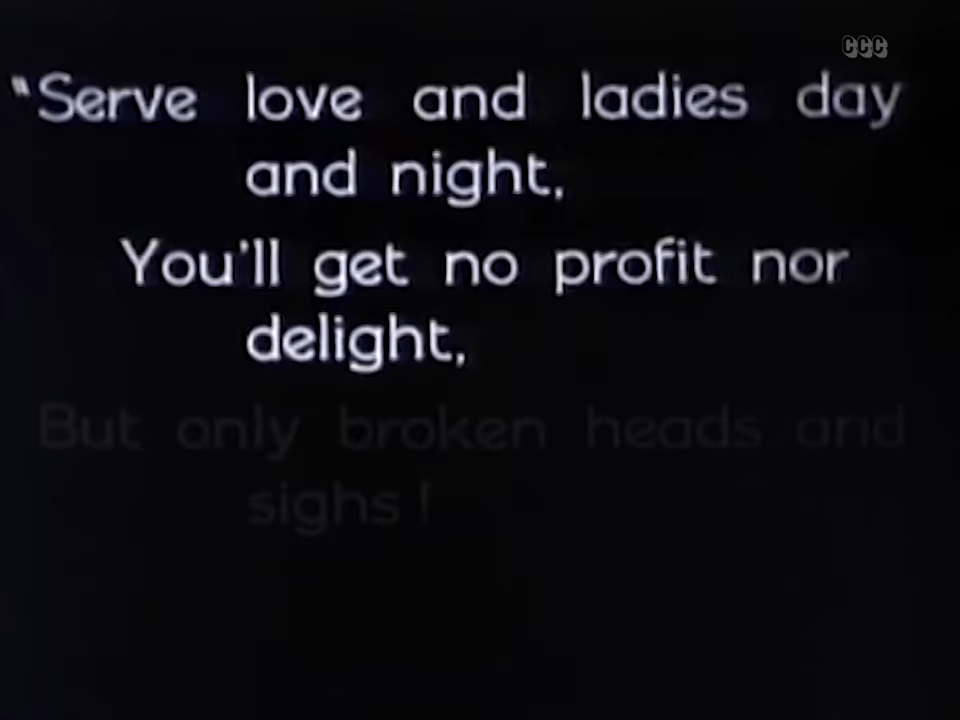 CCC
"Serve love and ladies day
and night,
You'll get no profit nor
delight,
But only broken heads and
sighs!